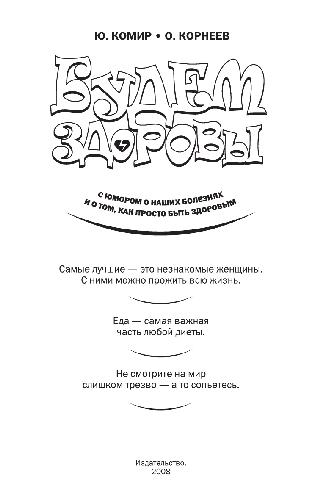 Ю. КОМИР • О. КОРНЕЕВ
БУДЕМ
ЗДОРОВЫ
С ЮМОРОМ О НАШИХ БОЛЕЗНЯХ
И О ТОМ, КАК ПРОСТО БЫТЬ ЗДОРОВЫМ
Самые лучшие — это незнакомые женщины.
С ними можно прожить всю жизнь.
Еда — самая важная
часть любой диеты.
Не смотрите на мир
слишком трезво — а то сопьетесь.
Издательство.
2008